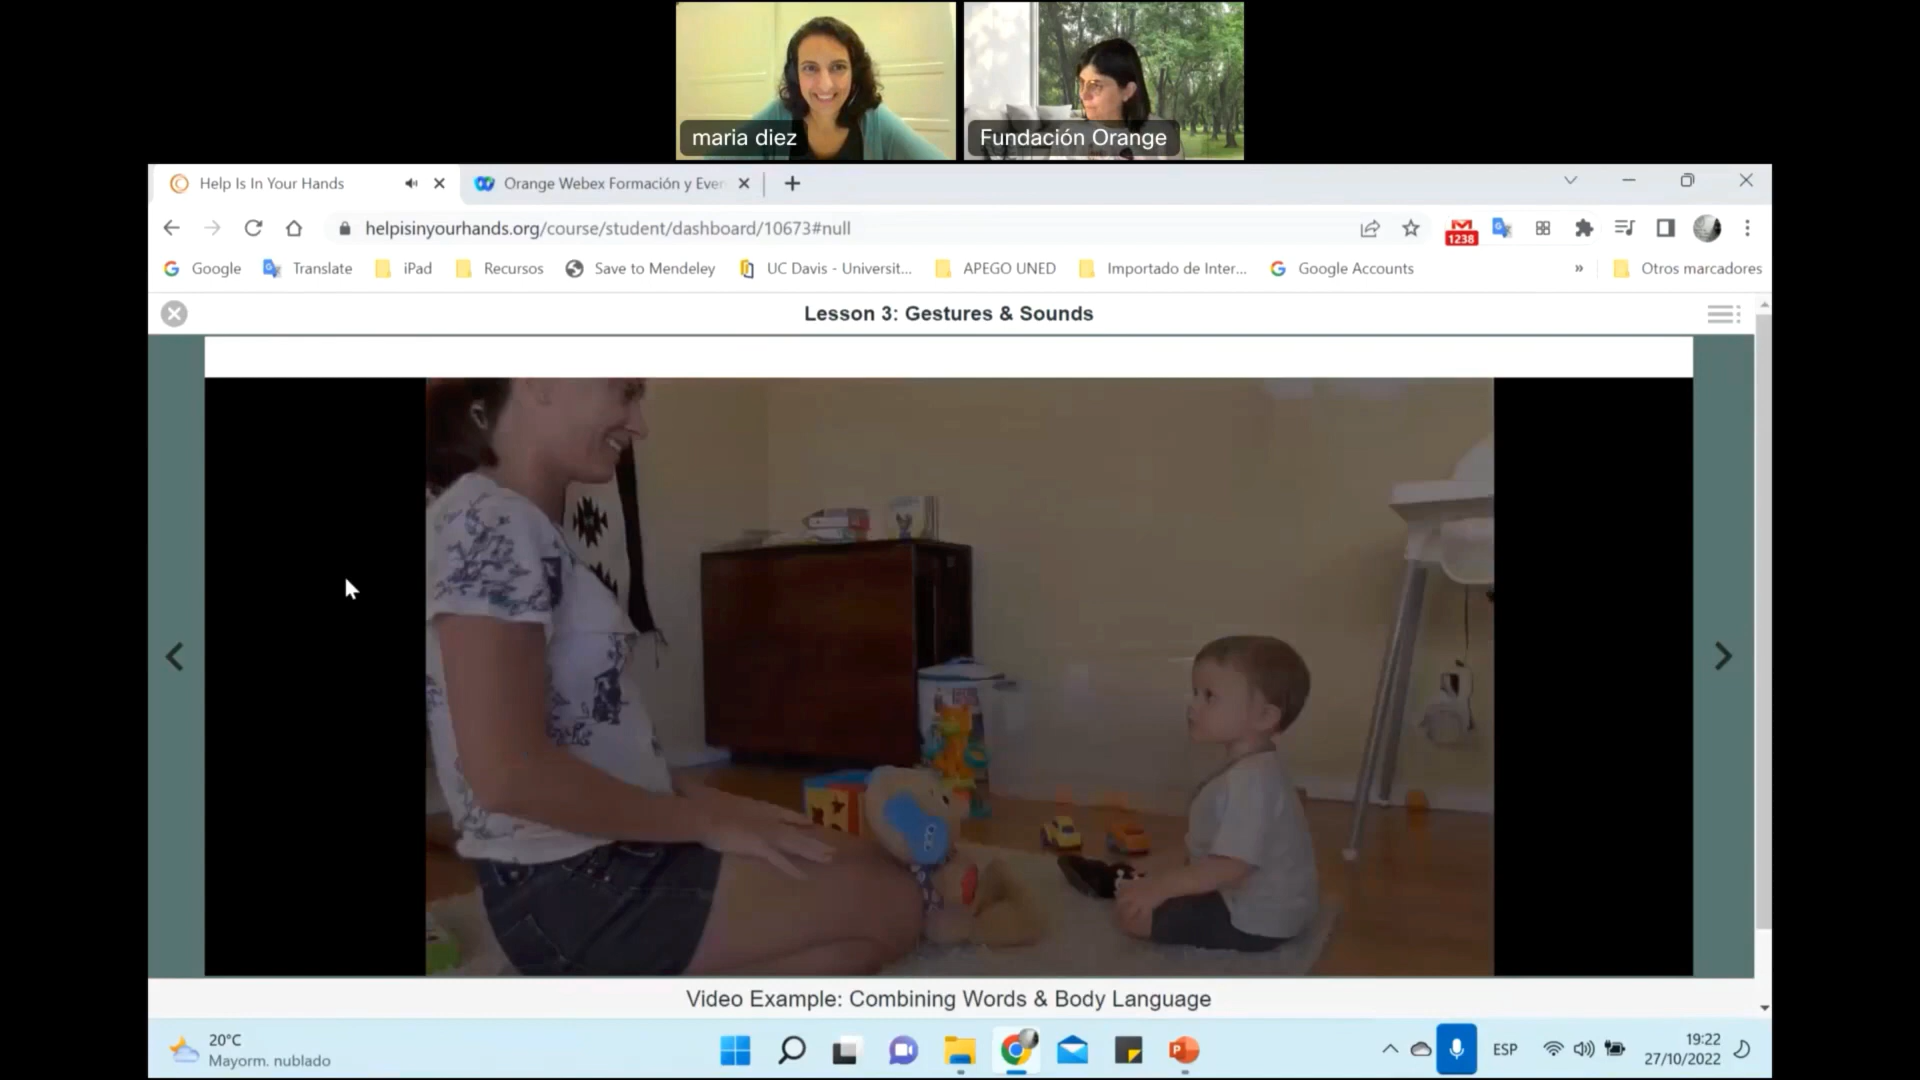 maria diez
Fundación Orange
Help Is In Your Hands
Orange Webex Formación y Ever
helpisinyourhands.org/course/student/dashboard/10673#null
1238
Google
Translate
iPad
Recursos
Save to Mendeley
UC Davis - Universit...
APEGO UNED
Importado de Inter...
Google Accounts
»
Otros marcadores
Lesson 3: Gestures & Sounds
Video Example: Combining Words & Body Language
20°C
Mayorm. nublado
ESP
19:22
27/10/2022